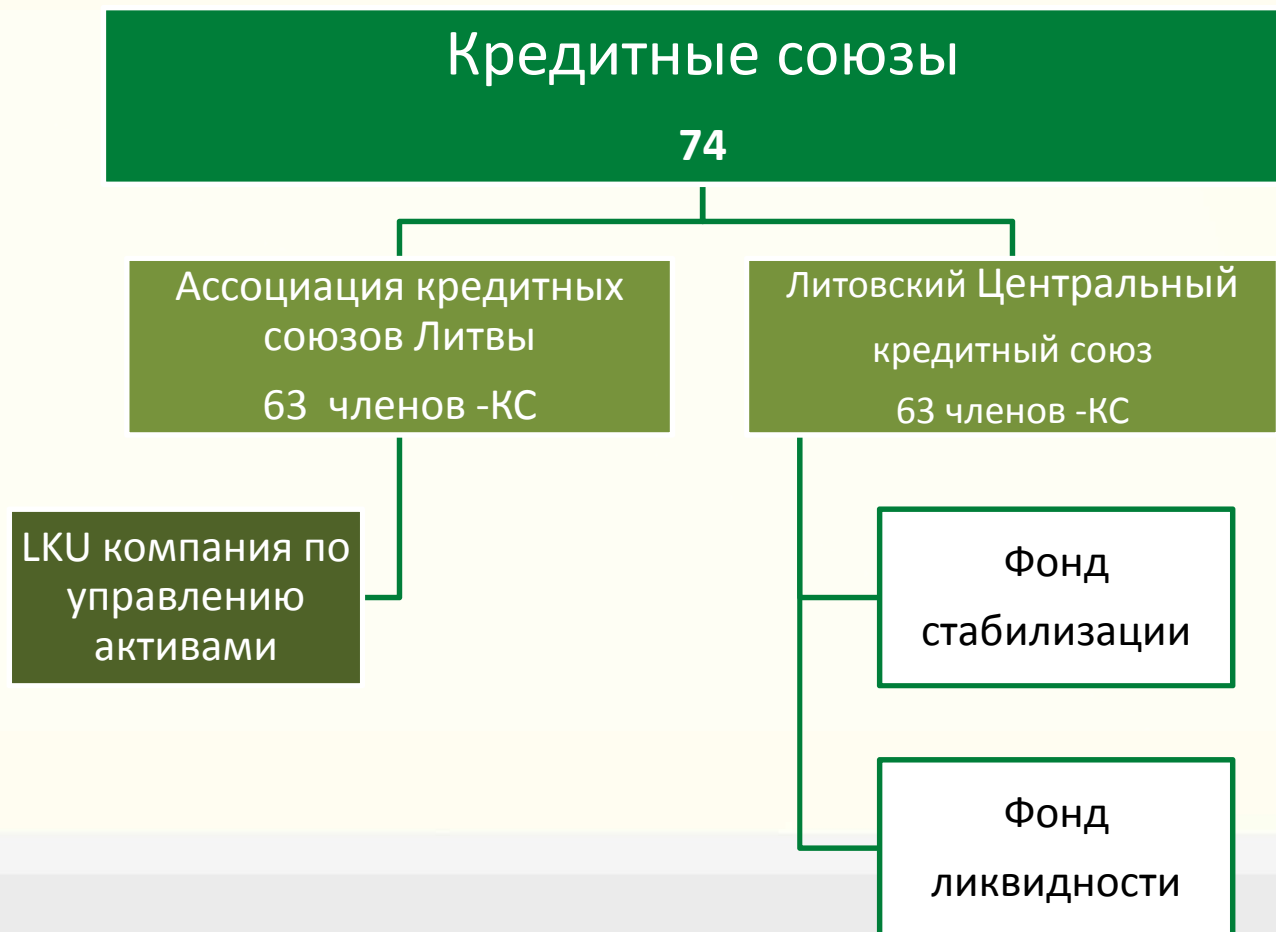 Кредитные союзы
74
Ассоциация кредитных
союзов Литвы
63 членов -КС
Литовский Центральный
кредитный союз
63 членов -КС
LKU компания по
управлению
активами
Фонд
стабилизации
Фонд
ликвидности